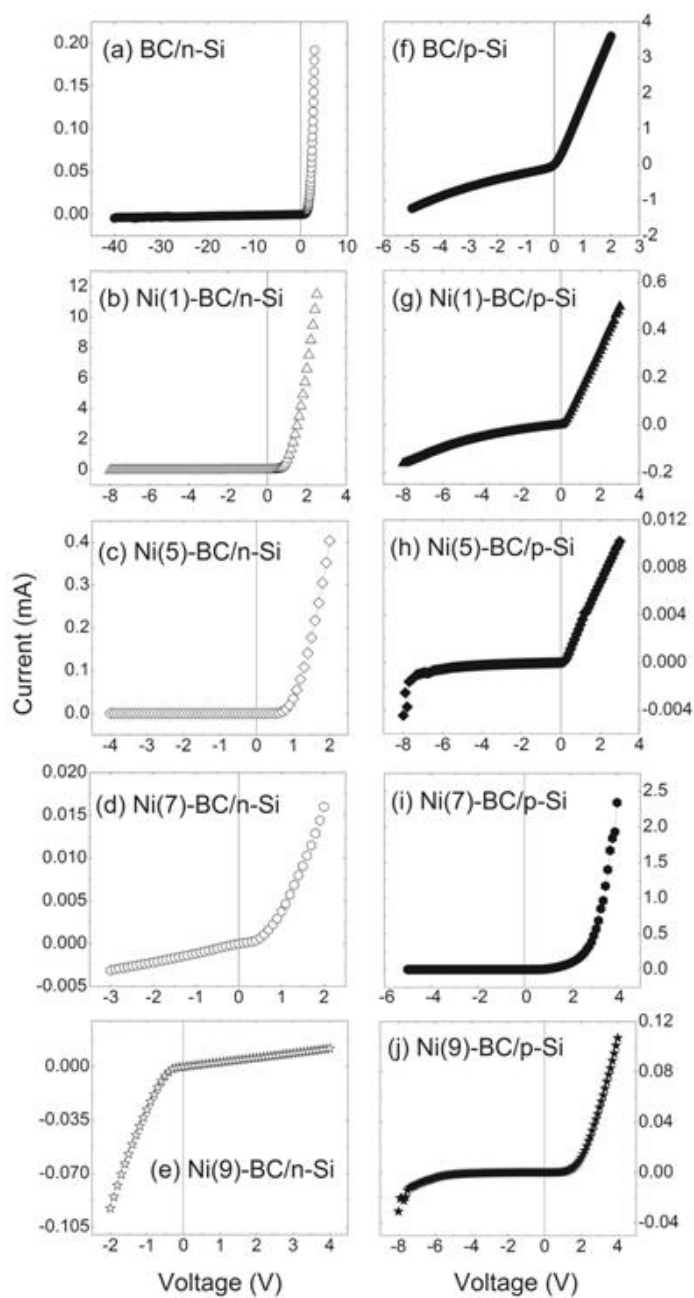 (a) BC/n-Si
0.20
0.15
0.10
0.05
0.00
-40 -30 -20 -10 0 10
(f) BC/p-Si
4
3
2
1
0
-1
-2
-6 -5 -4 -3 -2 -1 0 1 2 3
(b) Ni(1)-BC/n-Si
12
10
8
6
4
2
0
-8 -6 -4 -2 0 2 4
(g) Ni(1)-BC/p-Si
0.6
0.4
0.2
0.0
-0.2
-8 -6 -4 -2 0 2 4
(c) Ni(5)-BC/n-Si
0.4
0.3
0.2
0.1
0.0
-4 -3 -2 -1 0 1 2
(h) Ni(5)-BC/p-Si
0.012
0.008
0.004
0.000
-0.004
-8 -6 -4 -2 0 2 4
Current (mA)
(d) Ni(7)-BC/n-Si
0.020
0.015
0.010
0.005
0.000
-0.005
-3 -2 -1 0 1 2
(i) Ni(7)-BC/p-Si
2.5
2.0
1.5
1.0
0.5
0.0
-6 -4 -2 0 2 4
(e) Ni(9)-BC/n-Si
0.000
-0.035
-0.070
-0.105
-2 -1 0 1 2 3 4
(j) Ni(9)-BC/p-Si
0.12
0.08
0.04
0.00
-0.04
-8 -6 -4 -2 0 2 4
Voltage (V)
Voltage (V)